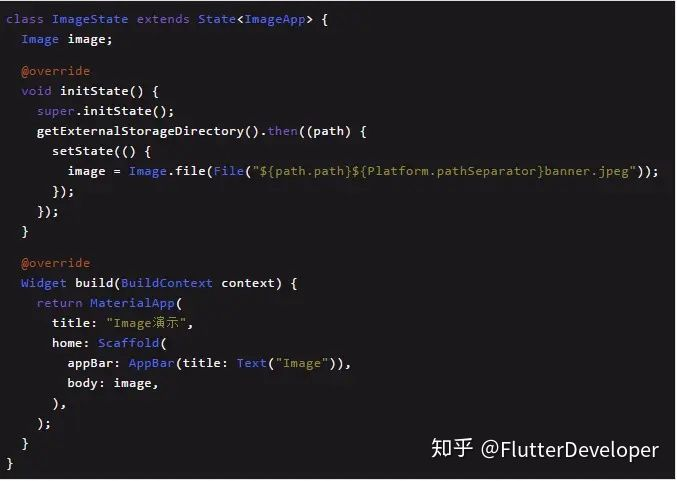 class ImageState extends State<ImageApp> {
  Image image;

  @override
  void initState() {
    super.initState();
    getExternalStorageDirectory().then((path) {
      setState(() {
        image = Image.file(File("${path.path}${Platform.pathSeparator}banner.jpeg"));
      });
    });
  }

  @override
  Widget build(BuildContext context) {
    return MaterialApp(
      title: "Image演示",
      home: Scaffold(
        appBar: AppBar(title: Text("Image")),
        body: image,
      ),
    );
  }
}
知乎 @FlutterDeveloper